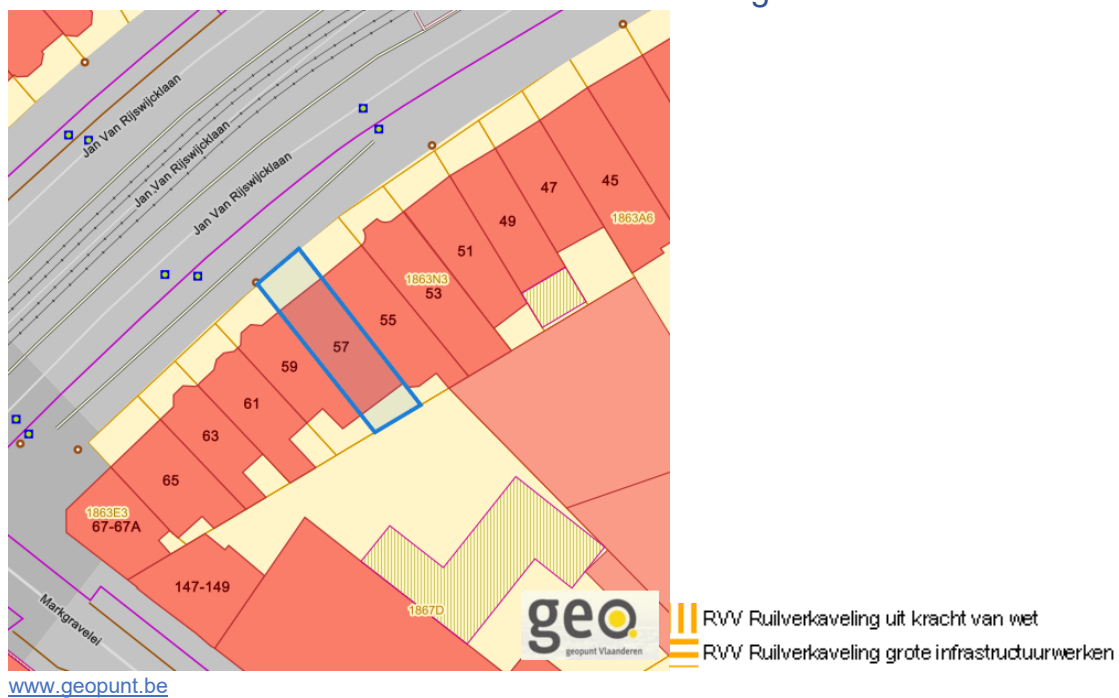 Jan Van Rijswijcklaan
Jan Van Rijswijcklaan
Jan Van Rijswijcklaan
45
1863A6
47
49
51
1863N3
53
55
57
59
61
63
65
1863E3
67-67A
147-149
Markgravelei
1867D
geo.
geopunt Vlaanderen
RVV Ruilverkaveling uit kracht van wet
RVV Ruilverkaveling grote infrastructuurwerken
www.geopunt.be